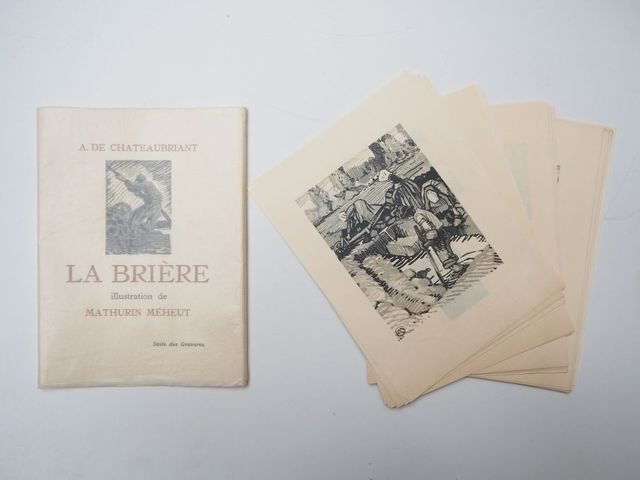 A. DE CHATEAUBRIANT
LA BRIÈRE
illustration de
MATHURIN MÉHEUT
Suite des Gravures